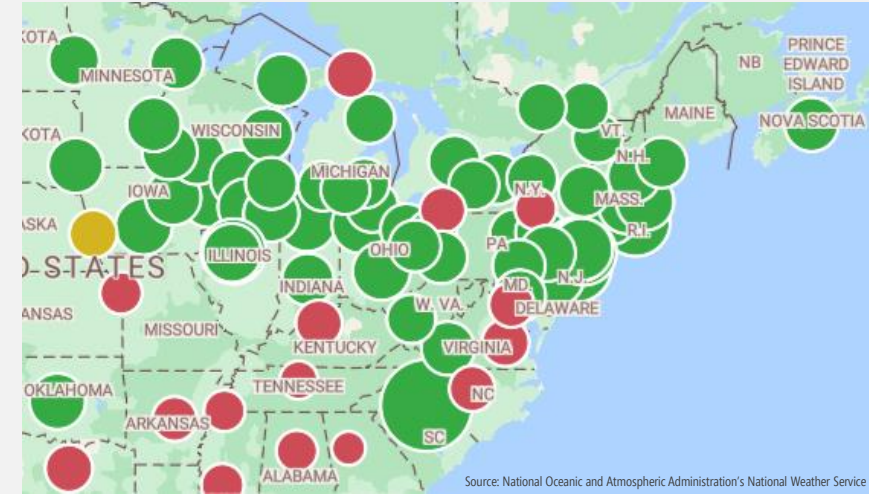 KOTA
MINNESOTA
PRINCE
EDWARD
ISLAND
NB
MAINE
NOVA SCOTIA
KOTA
WISCONSIN
VT.
N.H.
MICHIGAN
IOWA
N.Y.
MASS.
ASKA
R.I.
ILLINOIS
OHIO
PA
D STATES
INDIANA
N.J.
MD.
ANSAS
W. VA.
DELAWARE
MISSOURI
KENTUCKY
VIRGINIA
OKLAHOMA
TENNESSEE
NC
ARKANSAS
SC
ALABAMA
Source: National Oceanic and Atmospheric Administration's National Weather Service